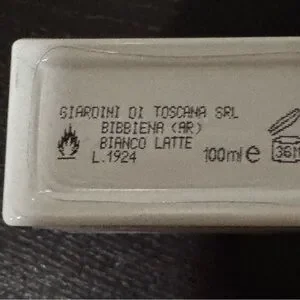 GIARDINI DI TOSCANA SRL
BIBBIENA (AR)
BIANCO LATTE
L.1924
100ml e
36M